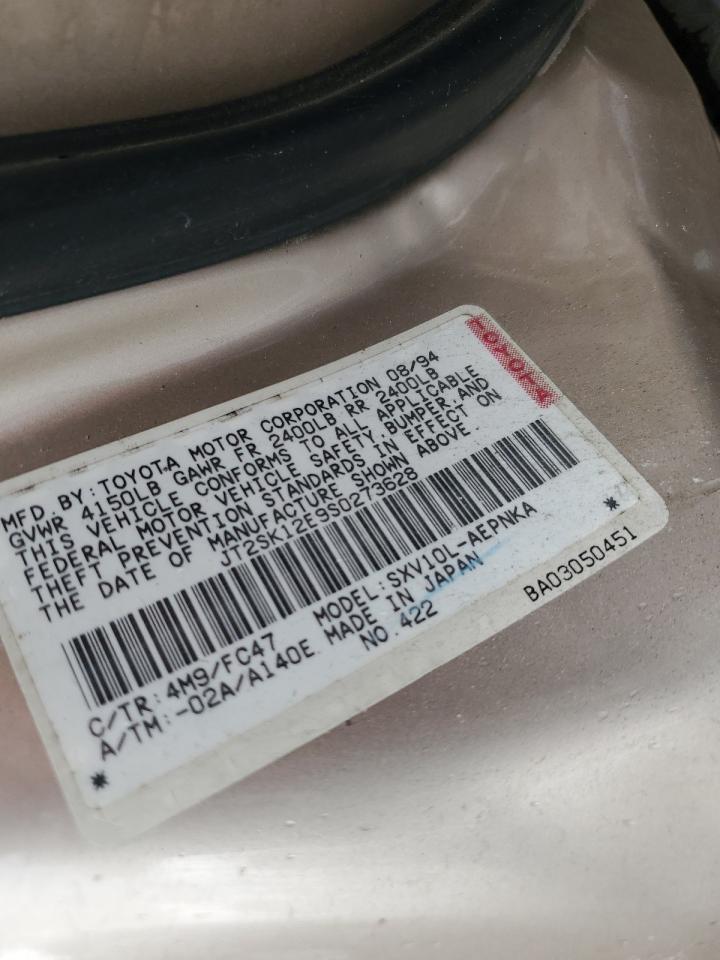 TOYOTA
MFD.BY:TOYOTA MOTOR CORPORATION 08/94
GVWR 4150LB GAWR FR 2400LB RR 2400LB
THIS VEHICLE CONFORMS TO ALL APPLICABLE
FEDERAL MOTOR VEHICLE SAFETY,BUMPER,AND
THEFT PREVENTION STANDARDS IN EFFECT ON
THE DATE OF MANUFACTURE SHOWN ABOVE
JT2SK12E9S0273628
*
C/TR:4M9/FC47 MODEL:SXV10L-AEPNKA
A/TM:-02A/A140E MADE IN JAPAN
NO.422
*
BA03050451